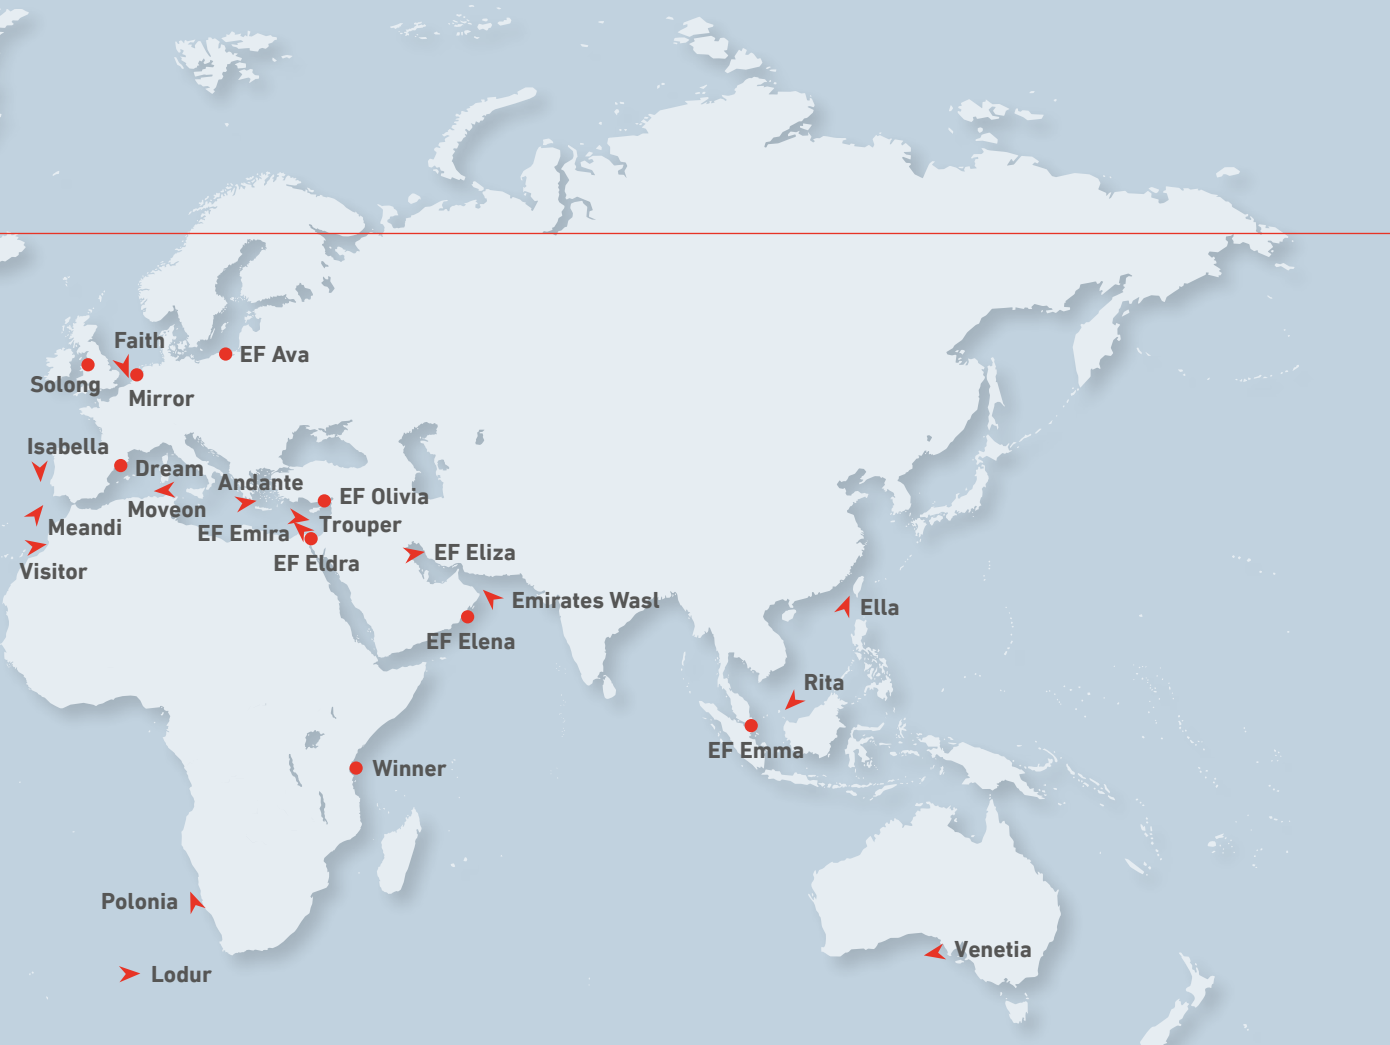 Faith
EF Ava
Solong
Mirror
Isabella
Dream
Andante
EF Olivia
Moveon
Meandi
Trouper
EF Emira
EF Eliza
EF Eldra
Visitor
Emirates Wasl
Ella
EF Elena
Rita
EF Emma
Winner
Polonia
Venetia
Lodur